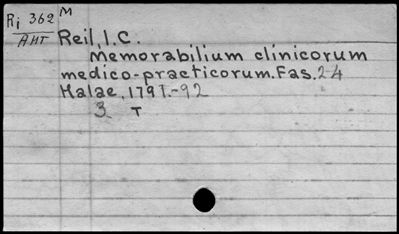 Ri 362 M
AHT
Reil, I.C.
Memorabilium clinicorum
medico-practicorum. Fas. 2-4
Halae, 1791.-92
3 T